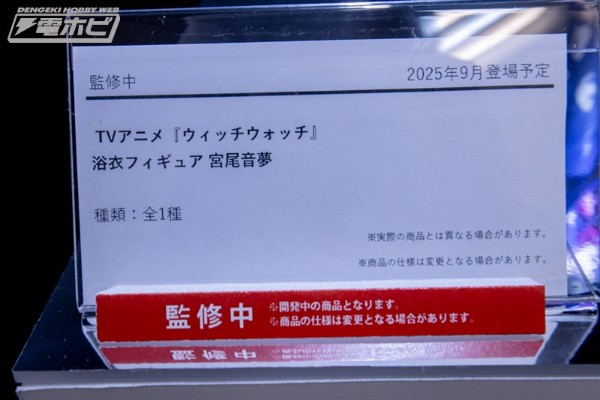 DENGEKI HOBBY WEB
電ホビ
監修中
2025年9月登場予定
TVアニメ『ウィッチウォッチ』
浴衣フィギュア 宮尾音夢
種類：全1種
※実際の商品とは異なる場合があります。
※商品の仕様は変更となる場合があります。
監修中
※開発中の商品となります。
※商品の仕様は変更となる場合があります。